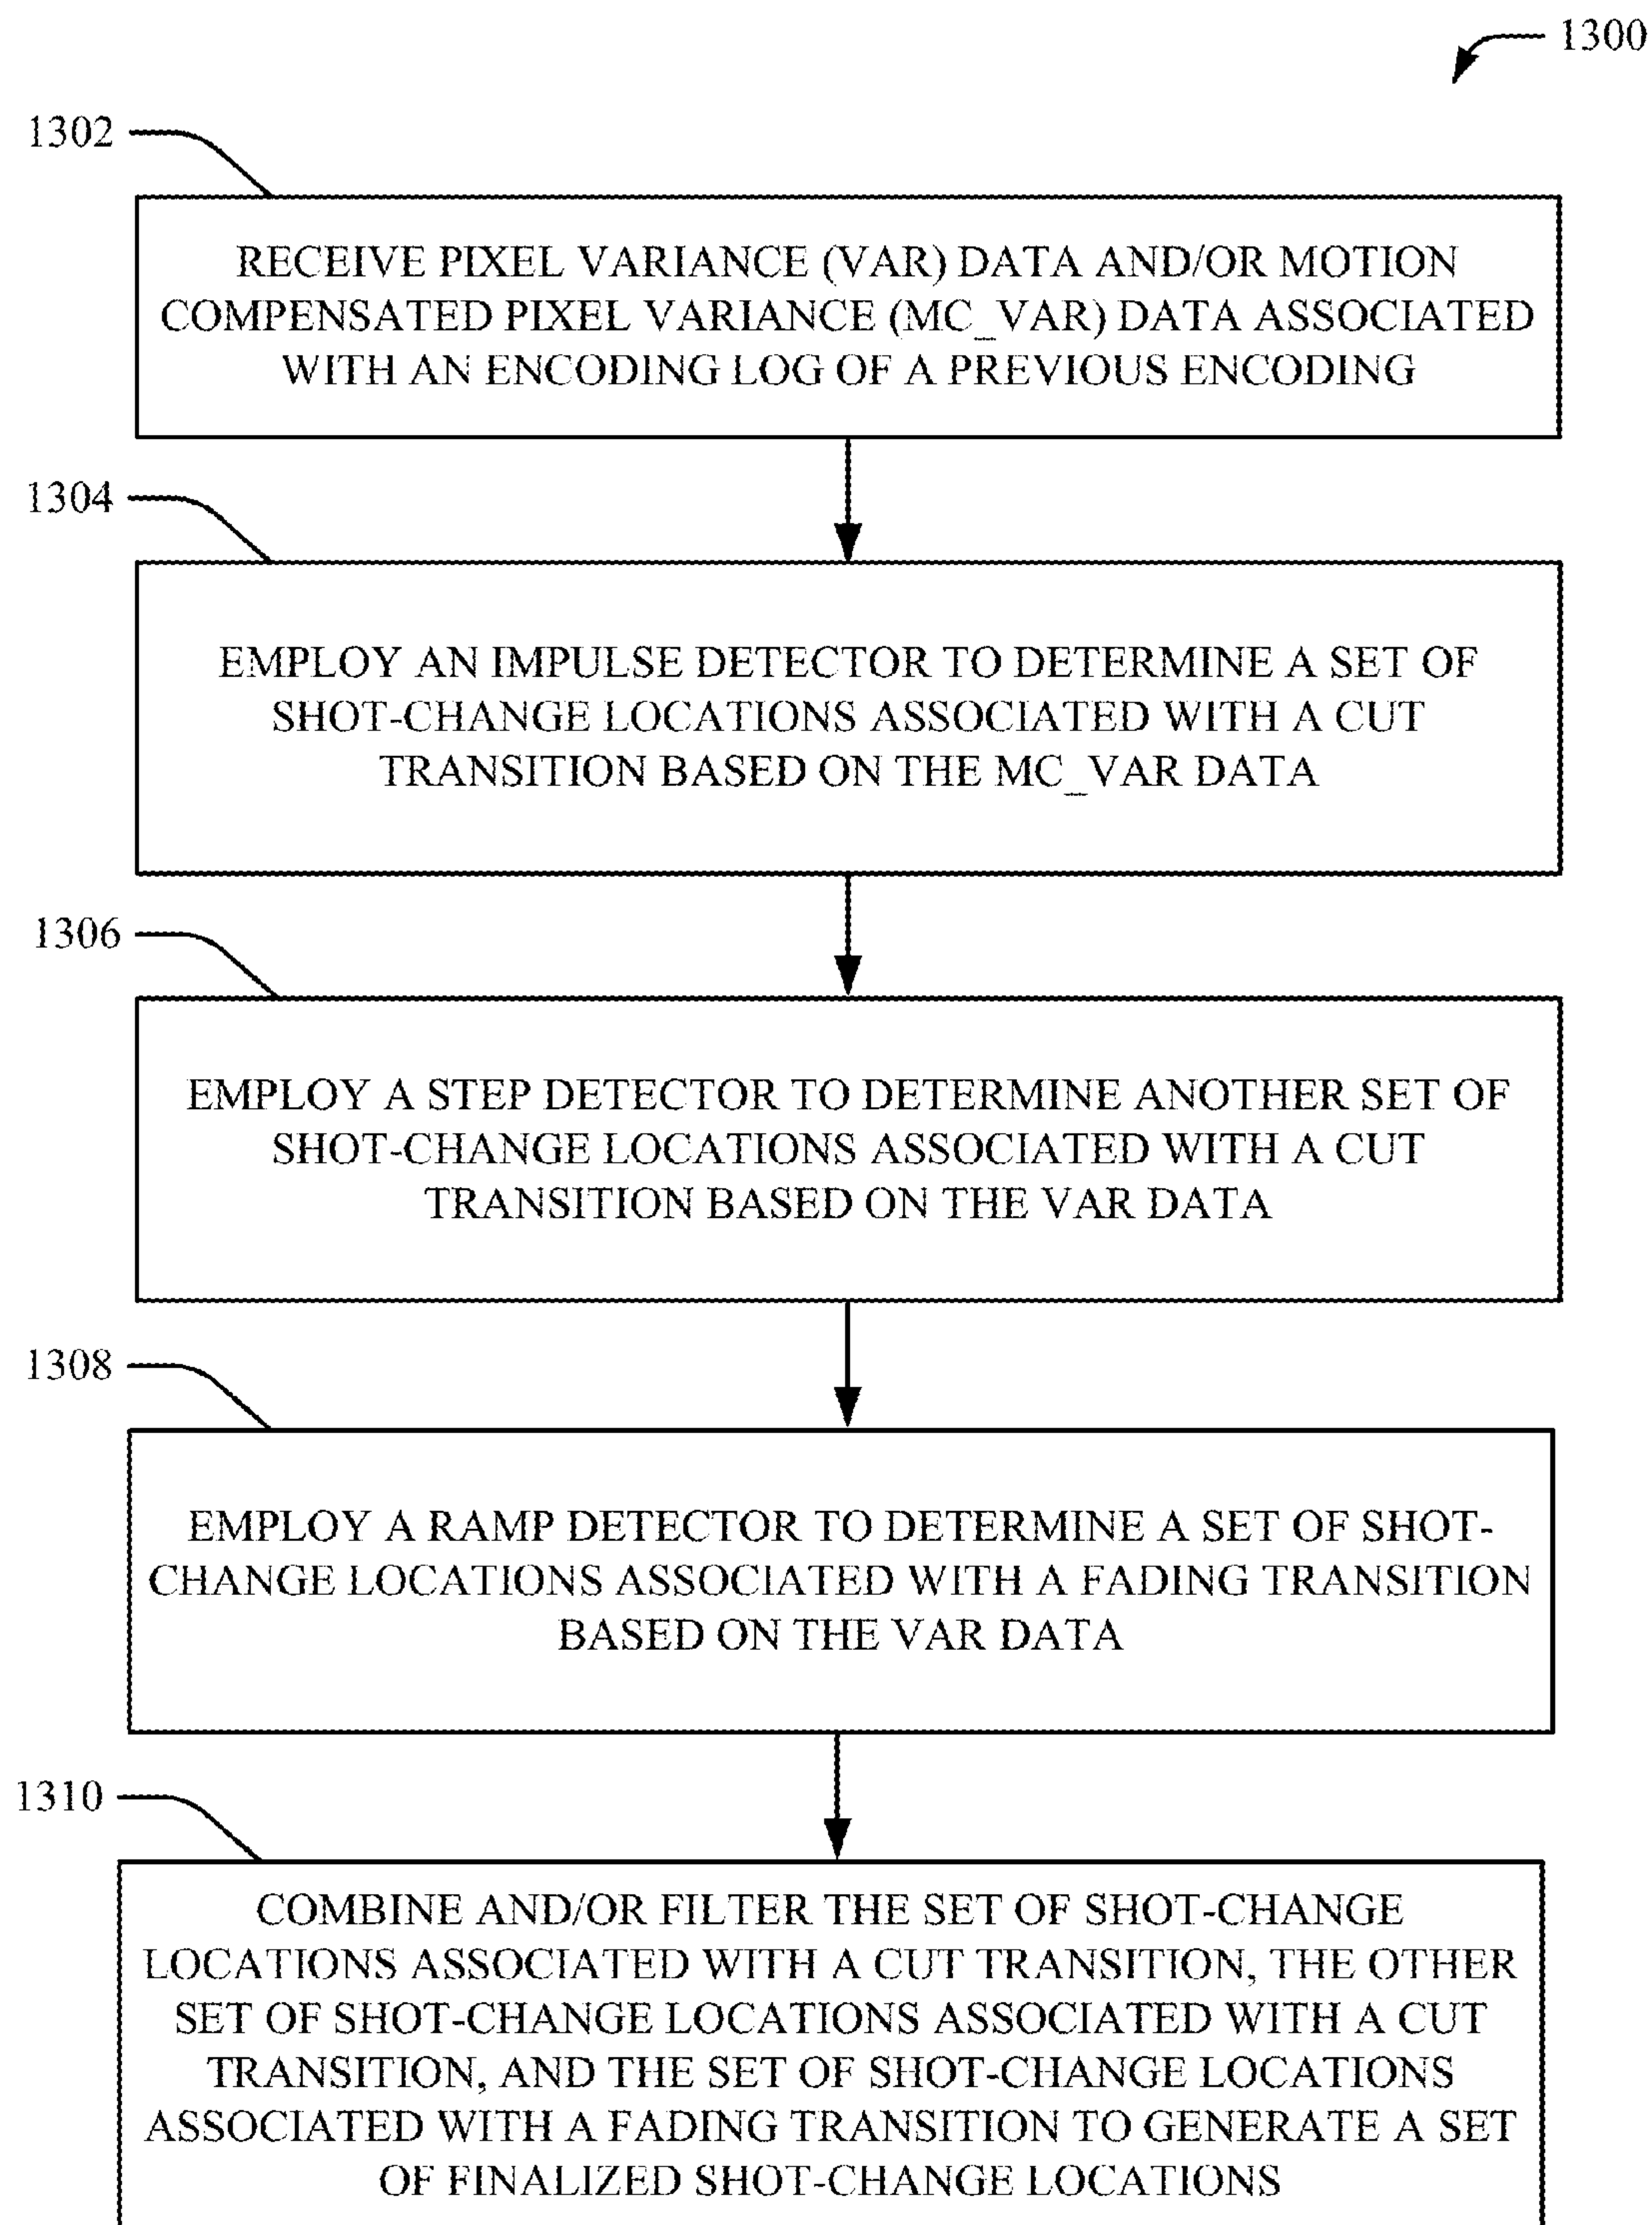 1300
1302
RECEIVE PIXEL VARIANCE (VAR) DATA AND/OR MOTION
COMPENSATED PIXEL VARIANCE (MC_VAR) DATA ASSOCIATED
WITH AN ENCODING LOG OF A PREVIOUS ENCODING
1304
EMPLOY AN IMPULSE DETECTOR TO DETERMINE A SET OF
SHOT-CHANGE LOCATIONS ASSOCIATED WITH A CUT
TRANSITION BASED ON THE MC_VAR DATA
1306
EMPLOY A STEP DETECTOR TO DETERMINE ANOTHER SET OF
SHOT-CHANGE LOCATIONS ASSOCIATED WITH A CUT
TRANSITION BASED ON THE VAR DATA
1308
EMPLOY A RAMP DETECTOR TO DETERMINE A SET OF SHOT-
CHANGE LOCATIONS ASSOCIATED WITH A FADING TRANSITION
BASED ON THE VAR DATA
1310
COMBINE AND/OR FILTER THE SET OF SHOT-CHANGE
LOCATIONS ASSOCIATED WITH A CUT TRANSITION, THE OTHER
SET OF SHOT-CHANGE LOCATIONS ASSOCIATED WITH A CUT
TRANSITION, AND THE SET OF SHOT-CHANGE LOCATIONS
ASSOCIATED WITH A FADING TRANSITION TO GENERATE A SET
OF FINALIZED SHOT-CHANGE LOCATIONS